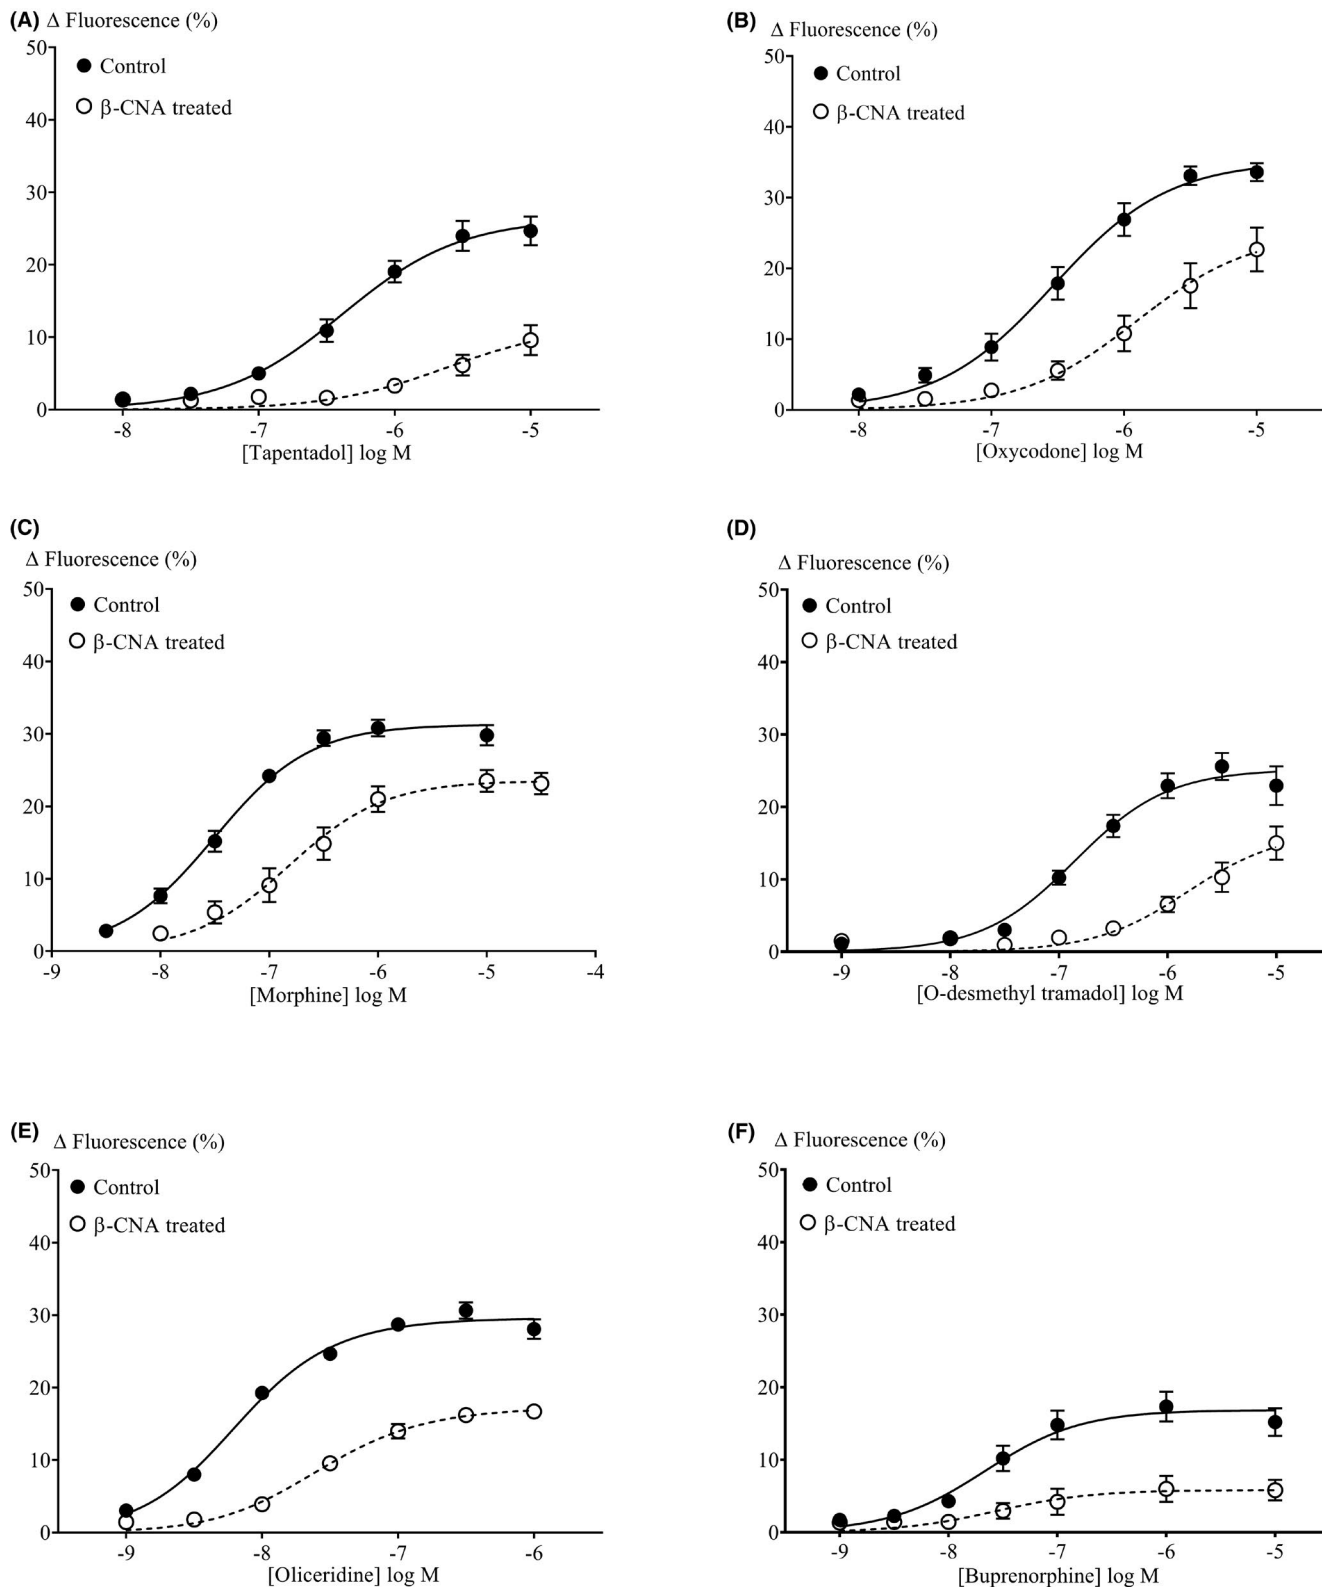 (A) Δ Fluorescence (%)
50
Control
β-CNA treated
40
30
20
10
0
-8 -7 -6 -5
[Tapentadol] log M
(B) Δ Fluorescence (%)
50
Control
β-CNA treated
40
30
20
10
0
-8 -7 -6 -5
[Oxycodone] log M
(C)
Δ Fluorescence (%)
50
Control
β-CNA treated
40
30
20
10
0
-9 -8 -7 -6 -5 -4
[Morphine] log M
(D)
Δ Fluorescence (%)
50
Control
β-CNA treated
40
30
20
10
0
-9 -8 -7 -6 -5
[O-desmethyl tramadol] log M
(E) Δ Fluorescence (%)
50
Control
β-CNA treated
40
30
20
10
0
-9 -8 -7 -6
[Oliceridine] log M
(F) Δ Fluorescence (%)
50
Control
β-CNA treated
40
30
20
10
0
-9 -8 -7 -6 -5
[Buprenorphine] log M